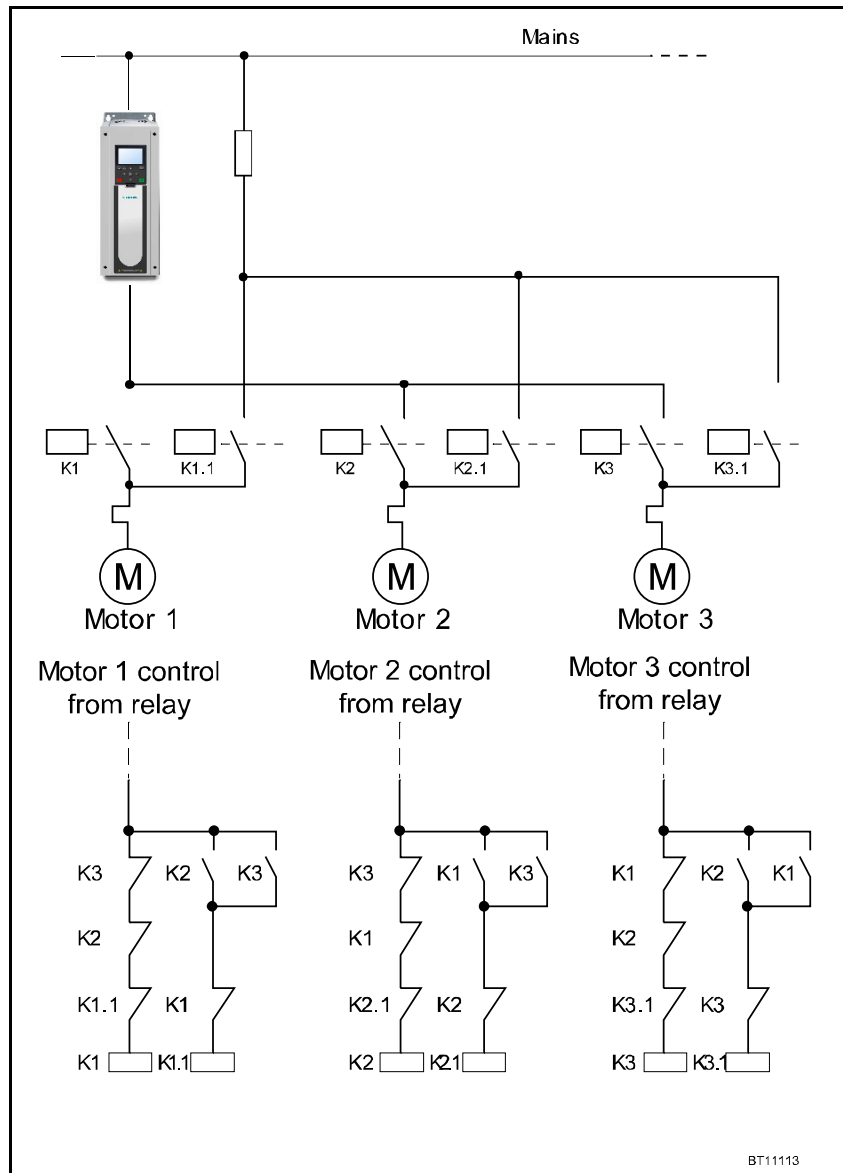 Mains
K1
K1.1
K2
K2.1
K3
K3.1
M
M
M
Motor 1
Motor 2
Motor 3
Motor 1 control
from relay
Motor 2 control
from relay
Motor 3 control
from relay
K3
K2
K3
K3
K1
K3
K1
K2
K1
K2
K1
K2
K1.1
K1
K2.1
K2
K3.1
K3
K1
K1.1
K2
K2.1
K3
K3.1
BT11113